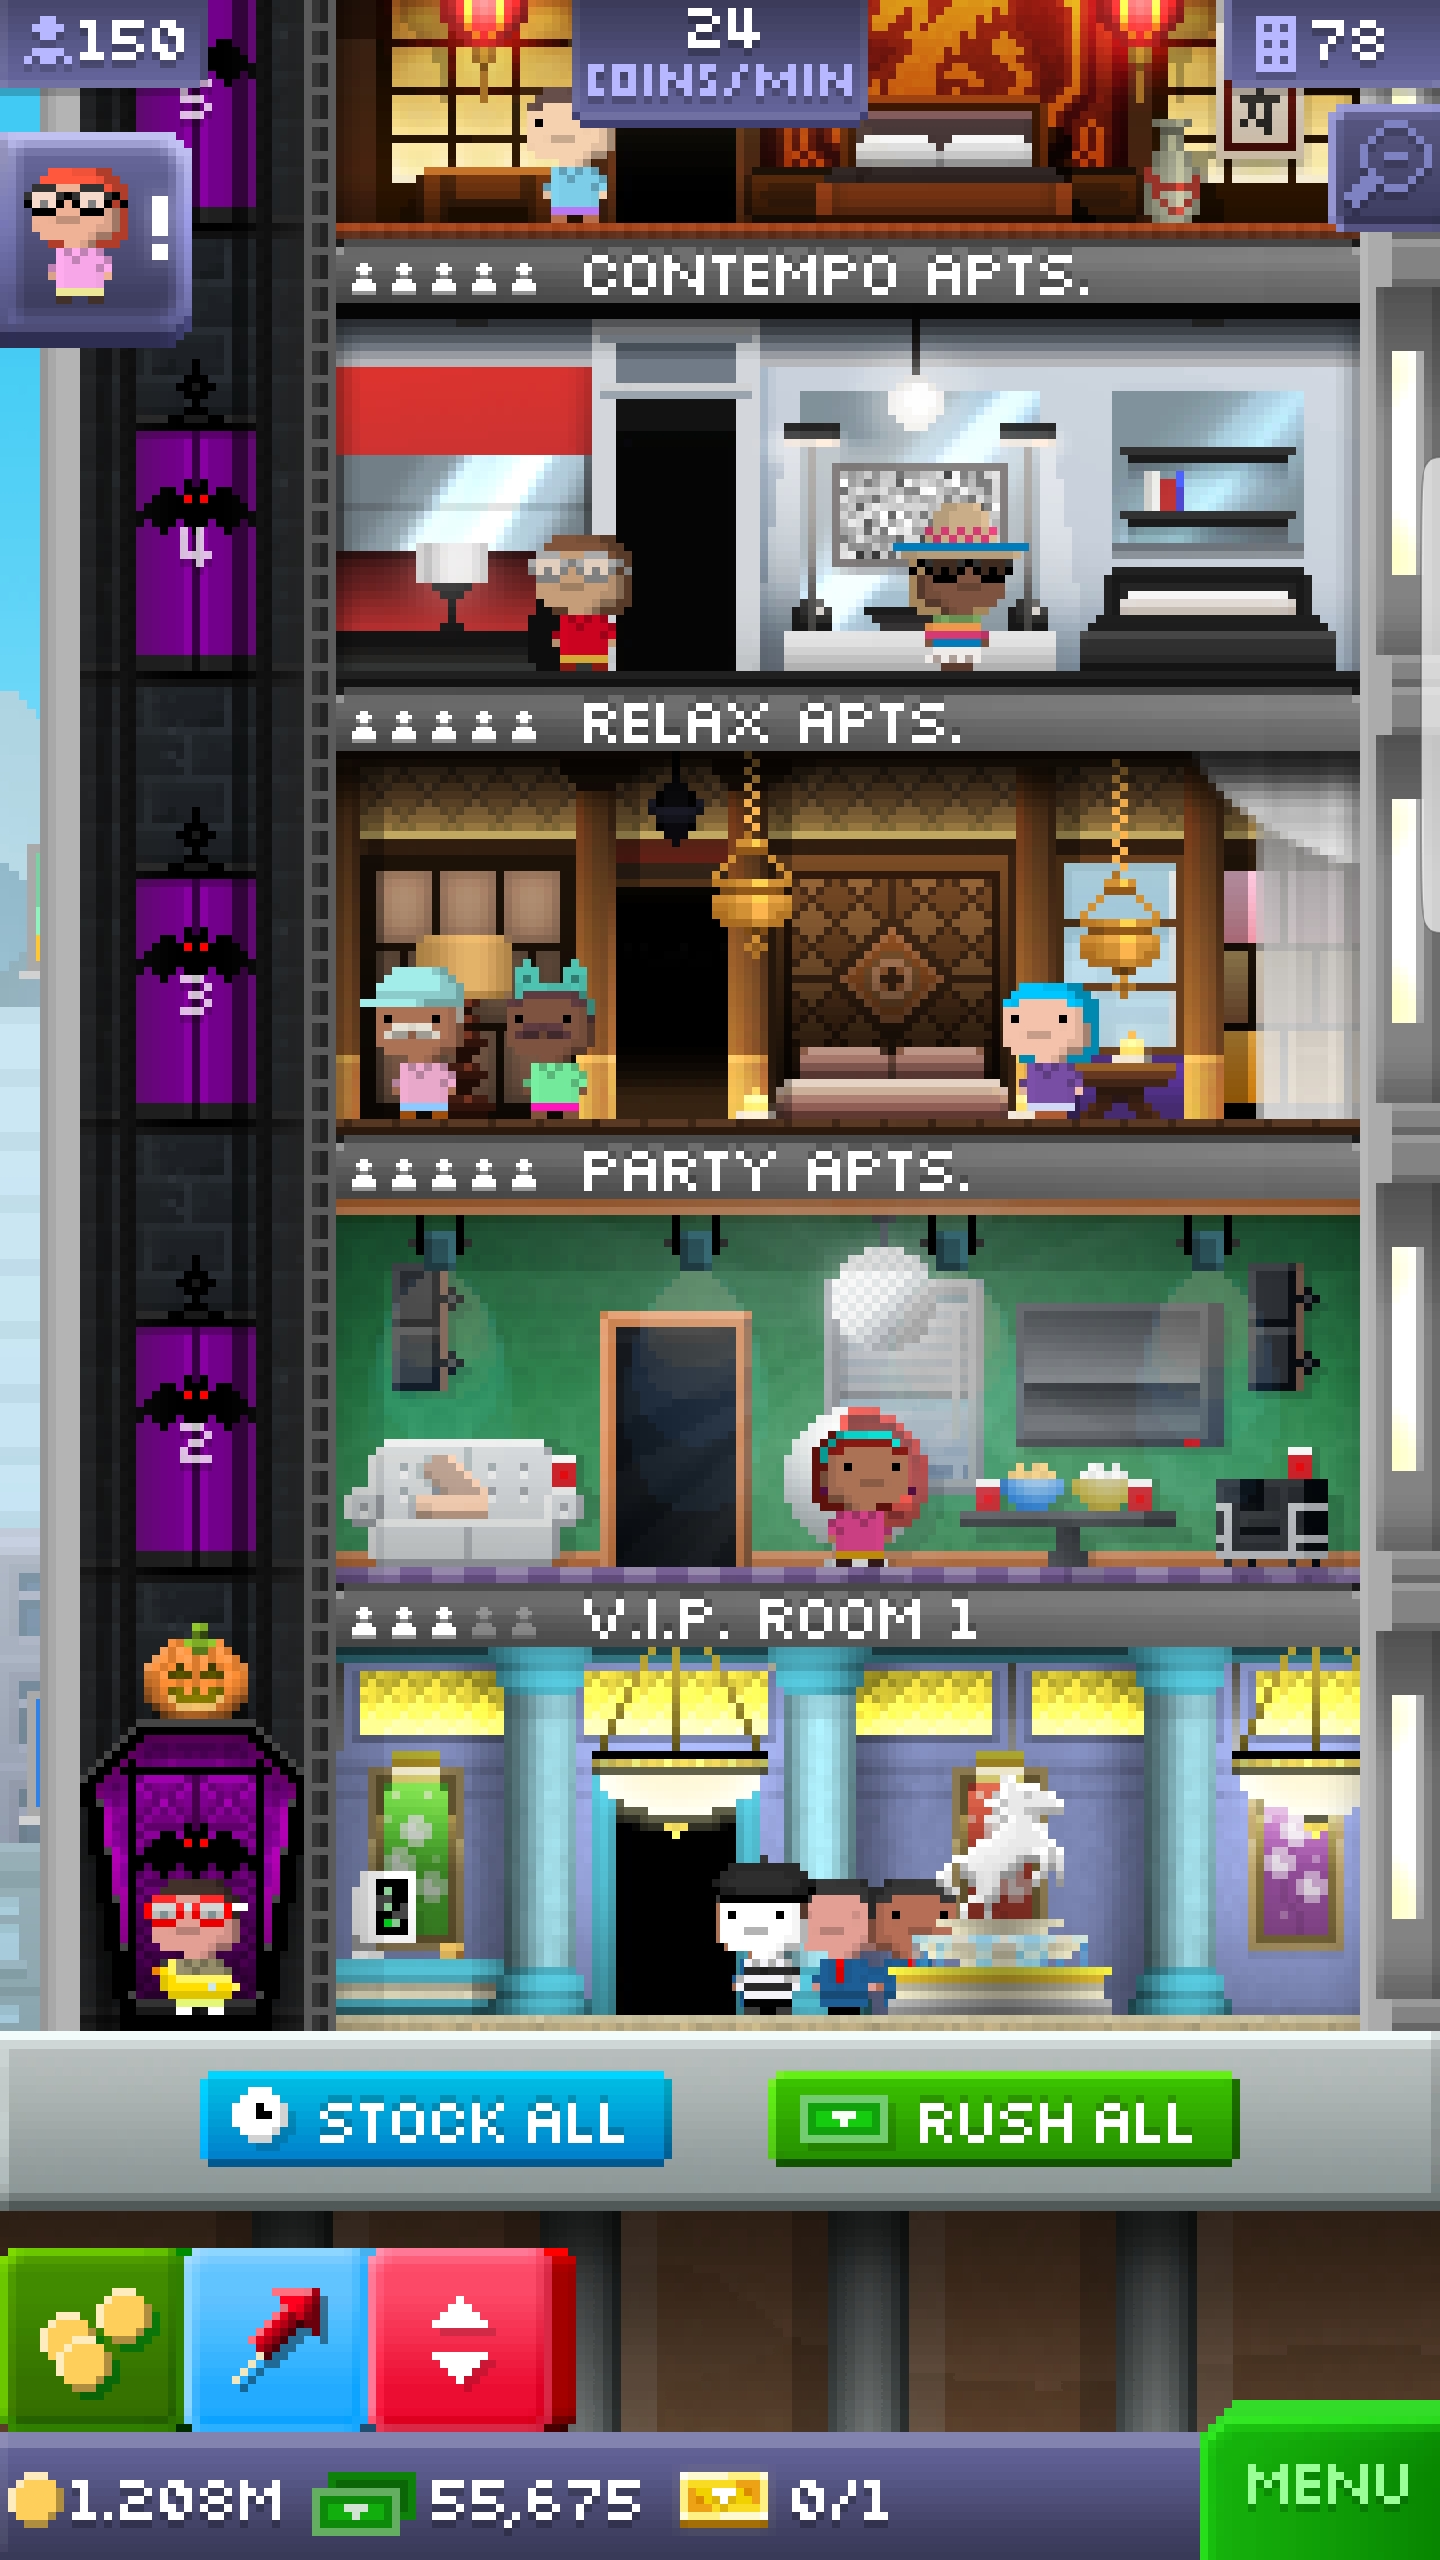 150
24
COINS/MIN
78
5
!
CONTEMPO APTS.
4
RELAX APTS.
3
PARTY APTS.
2
V.I.P. ROOM 1
STOCK ALL
RUSH ALL
1.208M
55,675
0/1
MENU